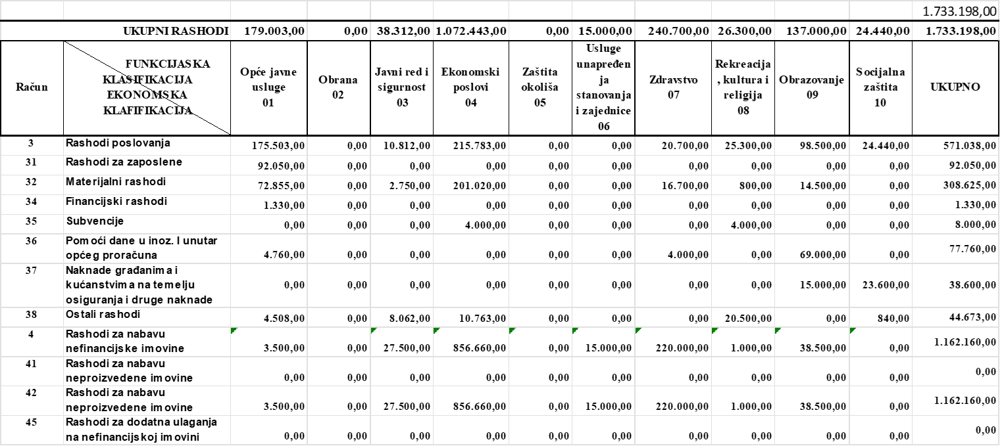 1.733.198,00
UKUPNI RASHODI 179.003,00 0,00 38.312,00 1.072.443,00 0,00 15.000,00 240.700,00 26.300,00 137.000,00 24.440,00 1.733.198,00
Račun
FUNKCIJASKA
KLASIFIKACIJA
EKONOMSKA
KLAFIFIKACIJA
Opće javne
usluge
01
Obrana
02
Javni red i
sigurnost
03
Ekonomski
poslovi
04
Zaštita
okoliša
05
Usluge
unapređen
ja
stanovanja
i zajednice
06
Zdravstvo
07
Rekreacija
, kultura i
religija
08
Obrazovanje
09
Socijalna
zaštita
10
UKUPNO
3 Rashodi poslovanja 175.503,00 0,00 10.812,00 215.783,00 0,00 0,00 20.700,00 25.300,00 98.500,00 24.440,00 571.038,00
31 Rashodi za zaposlene 92.050,00 0,00 0,00 0,00 0,00 0,00 0,00 0,00 0,00 0,00 92.050,00
32 Materijalni rashodi 72.855,00 0,00 2.750,00 201.020,00 0,00 0,00 16.700,00 800,00 14.500,00 0,00 308.625,00
34 Financijski rashodi 1.330,00 0,00 0,00 0,00 0,00 0,00 0,00 0,00 0,00 0,00 1.330,00
35 Subvencije 0,00 0,00 0,00 4.000,00 0,00 0,00 0,00 4.000,00 0,00 0,00 8.000,00
36 Pomoći dane u inoz. I unutar
općeg proračuna 4.760,00 0,00 0,00 0,00 0,00 0,00 4.000,00 0,00 69.000,00 0,00 77.760,00
37 Naknade građanima i
kućanstvima na temelju 0,00 0,00 0,00 0,00 0,00 0,00 0,00 0,00 15.000,00 23.600,00 38.600,00
osiguranja i druge naknade
38 Ostali rashodi 4.508,00 0,00 8.062,00 10.763,00 0,00 0,00 0,00 20.500,00 0,00 840,00 44.673,00
4 Rashodi za nabavu
nefinancijske imovine 3.500,00 0,00 27.500,00 856.660,00 0,00 15.000,00 220.000,00 1.000,00 38.500,00 0,00 1.162.160,00
41 Rashodi za nabavu
neproizvedene imovine 0,00 0,00 0,00 0,00 0,00 0,00 0,00 0,00 0,00 0,00 0,00
42 Rashodi za nabavu
neproizvedene imovine 3.500,00 0,00 27.500,00 856.660,00 0,00 15.000,00 220.000,00 1.000,00 38.500,00 0,00 1.162.160,00
45 Rashodi za dodatna ulaganja
na nefinancijskoj imovini 0,00 0,00 0,00 0,00 0,00 0,00 0,00 0,00 0,00 0,00 0,00